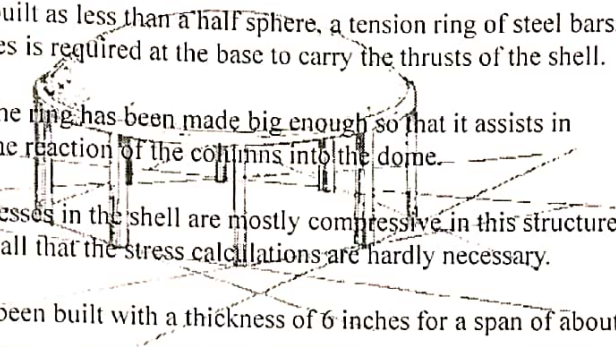 uilt as less than a half sphere, a tension ring of steel bars
es is required at the base to carry the thrusts of the shell.
ne ring has been made big enough so that it assists in
he reaction of the columns into the dome.
esses in the shell are mostly compressive in this structure
all that the stress calculations are hardly necessary.
been built with a thickness of 6 inches for a span of about